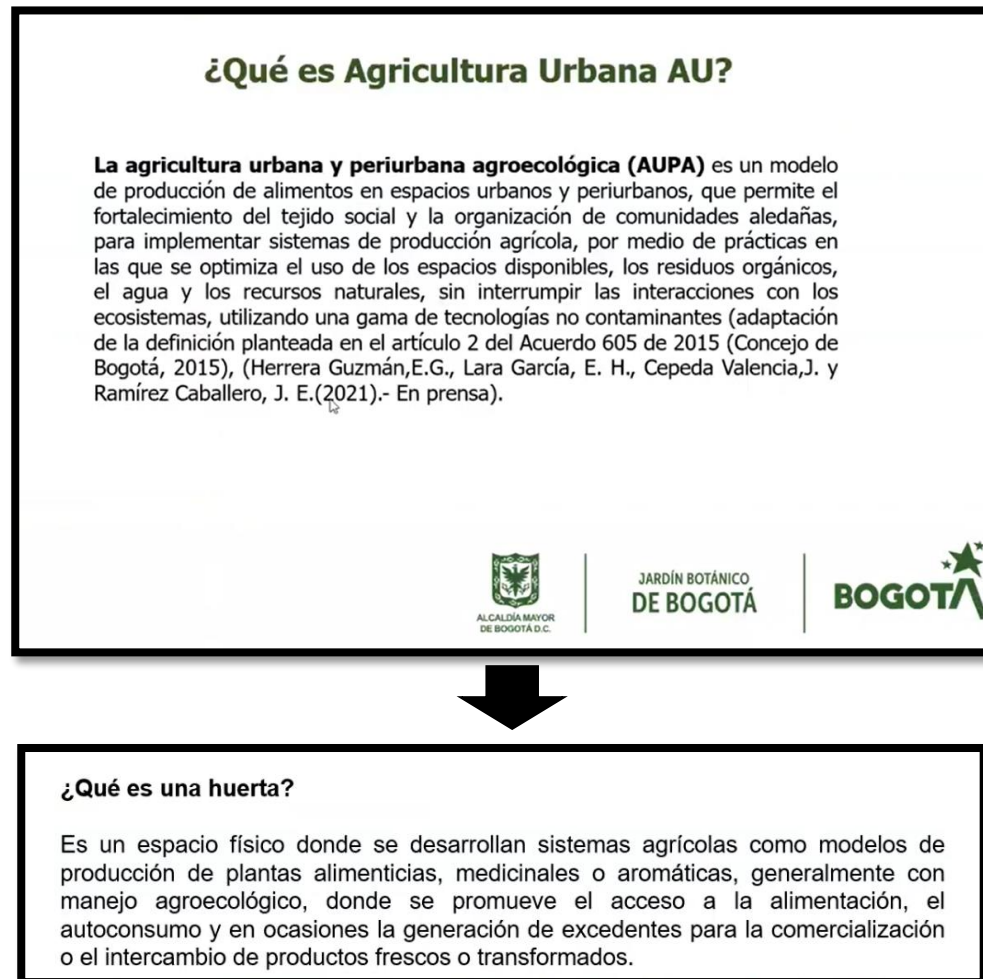 ¿Qué es Agricultura Urbana AU?
La agricultura urbana y periurbana agroecológica (AUPA) es un modelo
de producción de alimentos en espacios urbanos y periurbanos, que permite el
fortalecimiento del tejido social y la organización de comunidades aledañas,
para implementar sistemas de producción agrícola, por medio de prácticas en
las que se optimiza el uso de los espacios disponibles, los residuos orgánicos,
el agua y los recursos naturales, sin interrumpir las interacciones con los
ecosistemas, utilizando una gama de tecnologías no contaminantes (adaptación
de la definición planteada en el artículo 2 del Acuerdo 605 de 2015 (Concejo de
Bogotá, 2015), (Herrera Guzmán,E.G., Lara García, E. H., Cepeda Valencia,J. y
Ramírez Caballero, J. E.(2021).- En prensa).
ALCALDÍA MAYOR
DE BOGOTÁ D.C.
JARDÍN BOTÁNICO
DE BOGOTÁ
BOGOTÁ
¿Qué es una huerta?
Es un espacio físico donde se desarrollan sistemas agrícolas como modelos de
producción de plantas alimenticias, medicinales o aromáticas, generalmente con
manejo agroecológico, donde se promueve el acceso a la alimentación, el
autoconsumo y en ocasiones la generación de excedentes para la comercialización
o el intercambio de productos frescos o transformados.